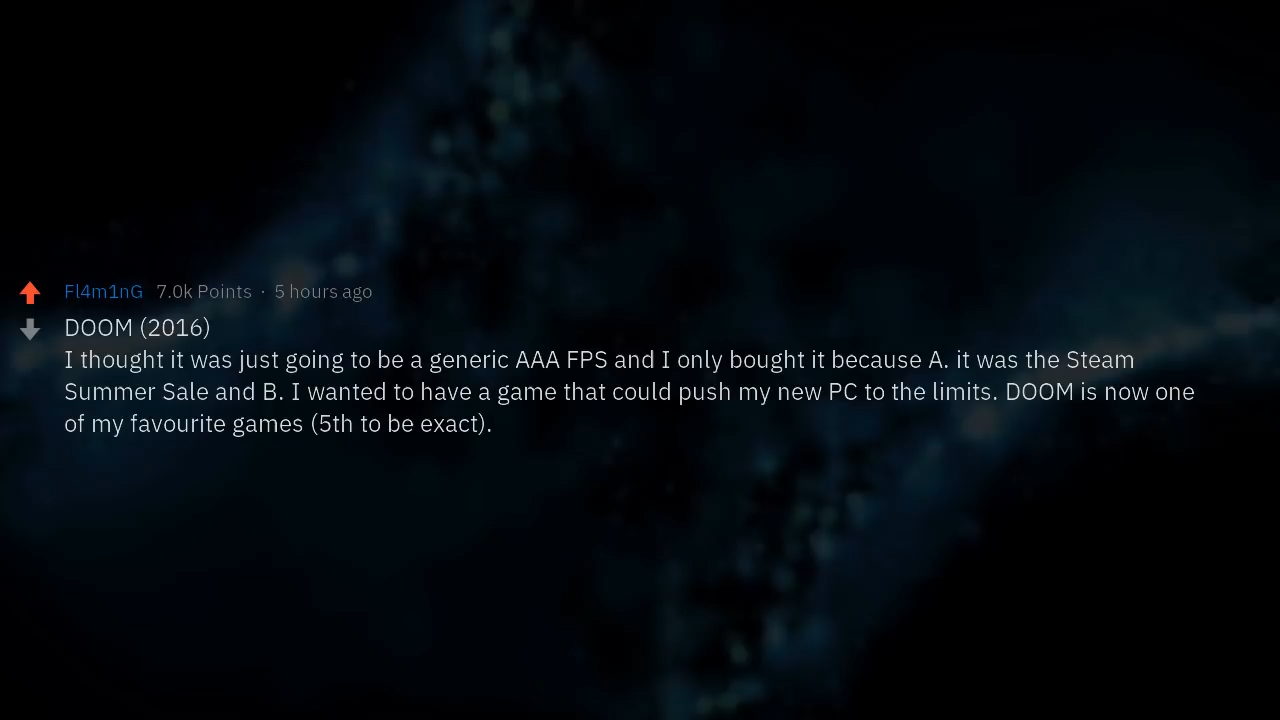 Fl4m1nG 7.0k Points · 5 hours ago
DOOM (2016)
I thought it was just going to be a generic AAA FPS and I only bought it because A. it was the Steam
Summer Sale and B. I wanted to have a game that could push my new PC to the limits. DOOM is now one
of my favourite games (5th to be exact).